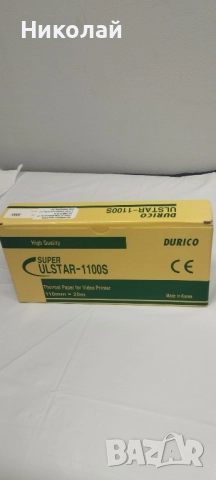 Николай
DURICO
ULSTAR-1100S
High Quality
DURICO
SUPER
ULSTAR-1100S
Thermal Paper for Video Printer
110mm × 20m
CE
Made in Korea
BAZAR